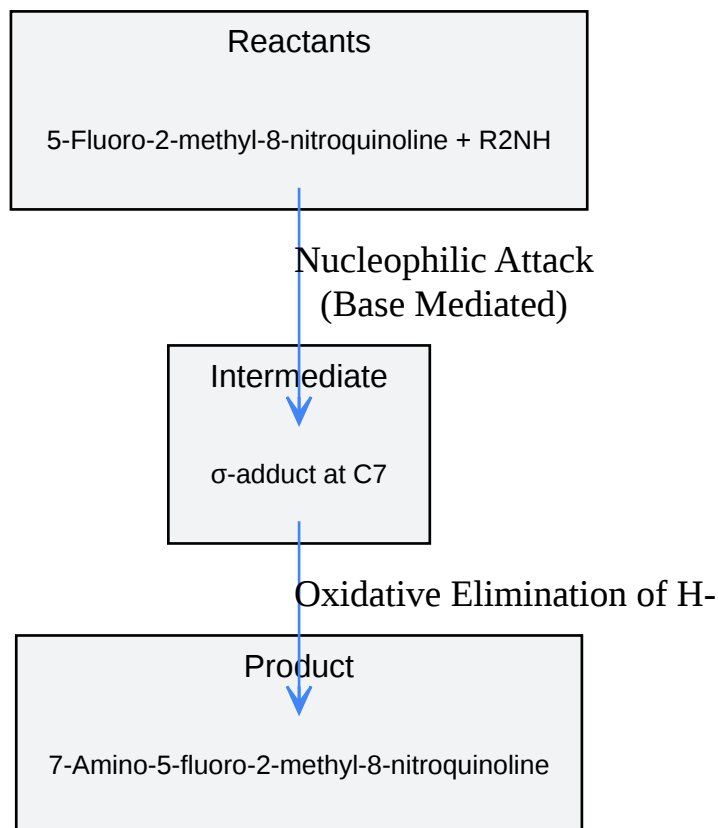 Reactants
5-Fluoro-2-methyl-8-nitroquinoline + R2NH
Nucleophilic Attack
(Base Mediated)
Intermediate
σ-adduct at C7
Oxidative Elimination of H-
Product
7-Amino-5-fluoro-2-methyl-8-nitroquinoline